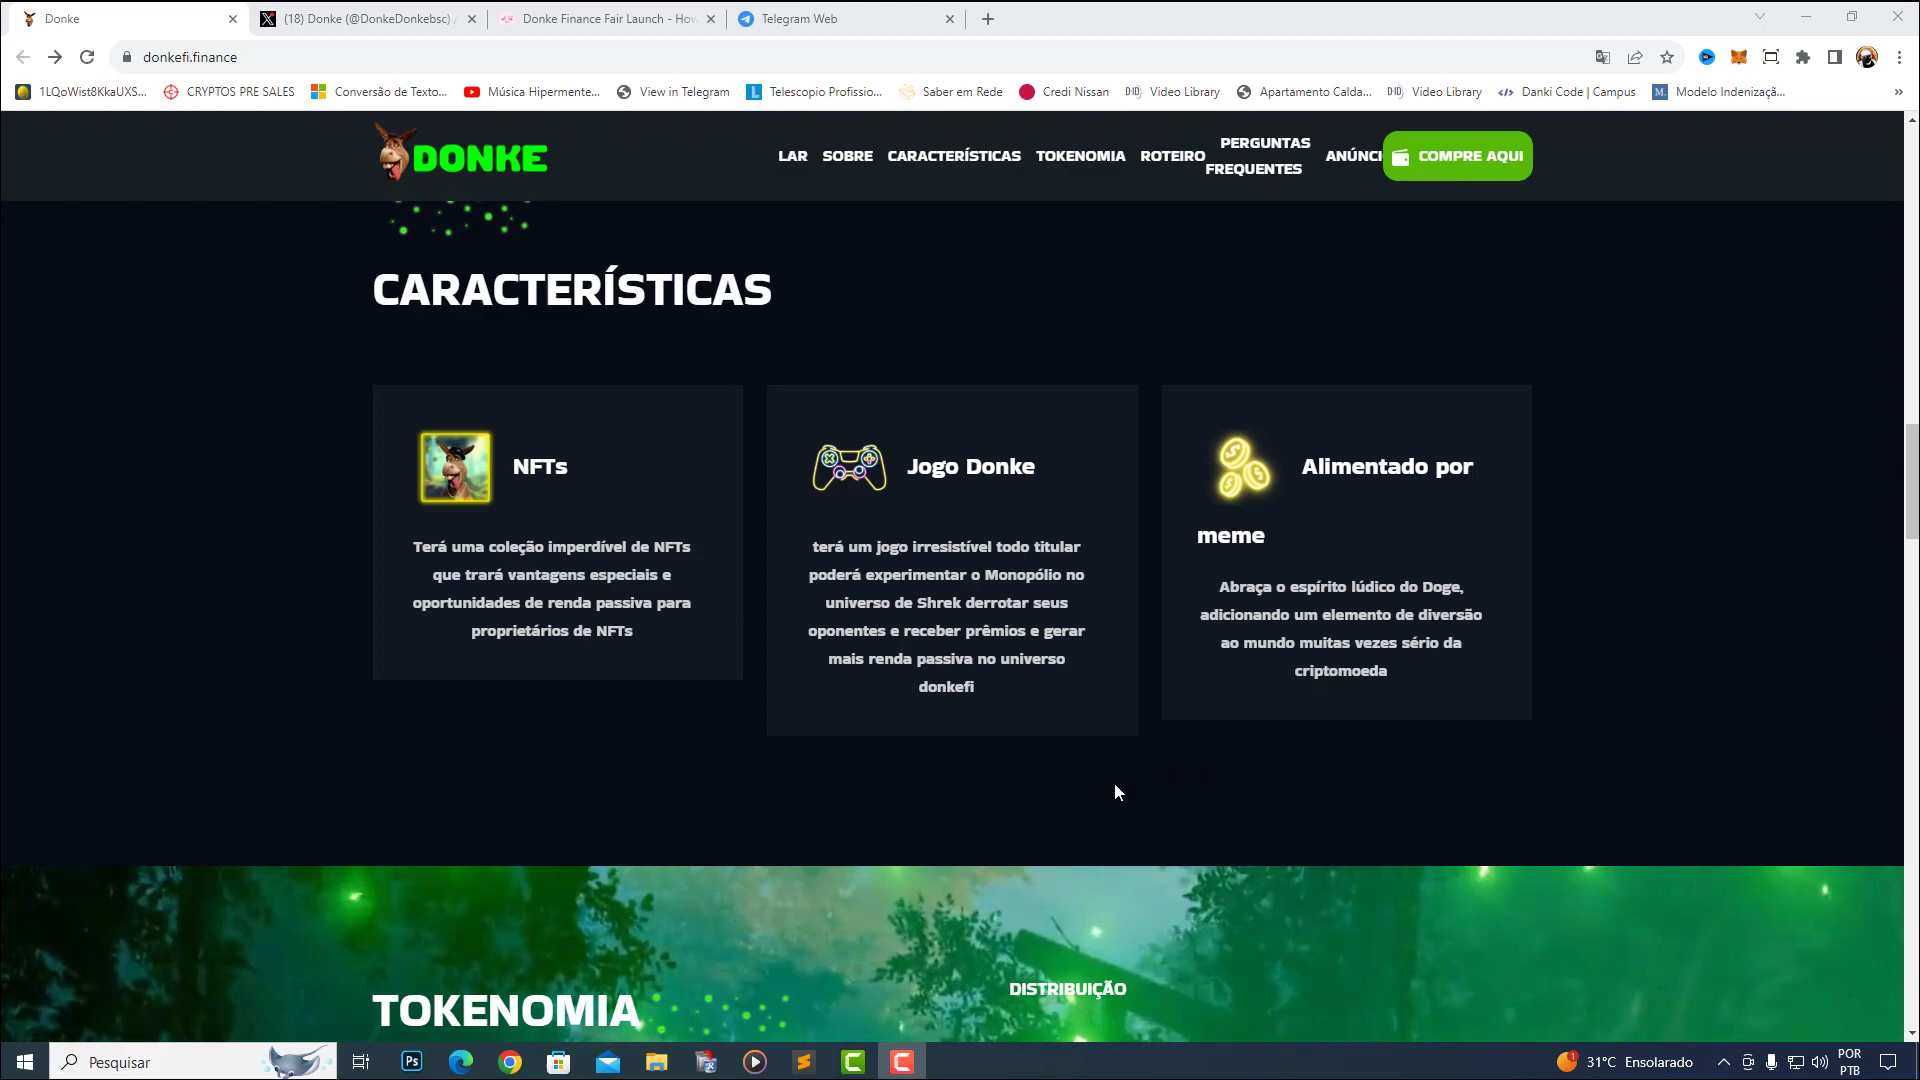 Donke
(18) Donke (@DonkeDonkebsc) /
Donke Finance Fair Launch - How
Telegram Web
donkefi.finance
1LQoWist8KkaUXS...
CRYPTOS PRE SALES
Conversão de Texto...
Música Hipermente...
View in Telegram
Telescopio Profissio...
Saber em Rede
Credi Nissan
Video Library
Apartamento Calda...
Video Library
Danki Code | Campus
Modelo Indenizaçã...
DONKE
LAR
SOBRE
CARACTERÍSTICAS
TOKENOMIA
ROTEIRO
PERGUNTAS
FREQUENTES
ANÚNCI
COMPRE AQUI
CARACTERÍSTICAS
NFTs
Terá uma coleção imperdível de NFTs
que trará vantagens especiais e
oportunidades de renda passiva para
proprietários de NFTs
Jogo Donke
terá um jogo irresistível todo titular
poderá experimentar o Monopólio no
universo de Shrek derrotar seus
oponentes e receber prêmios e gerar
mais renda passiva no universo
donkefi
Alimentado por
meme
Abraça o espírito lúdico do Doge,
adicionando um elemento de diversão
ao mundo muitas vezes sério da
criptomoeda
TOKENOMIA
DISTRIBUIÇÃO
Pesquisar
Ps
1
31°C Ensolarado
POR
PTB